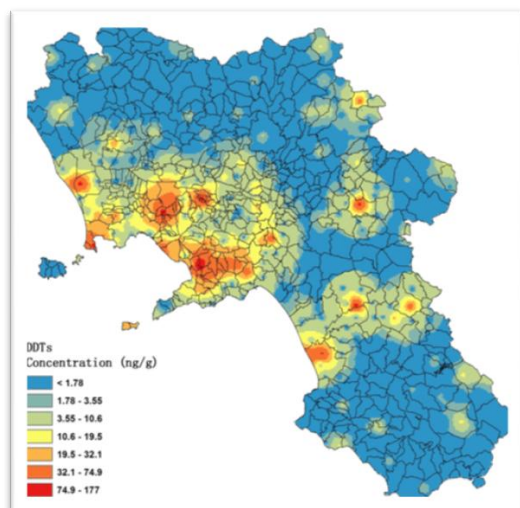 DDTs
Concentration (ng/g)
< 1.78
1.78 - 3.55
3.55 - 10.6
10.6 - 19.5
19.5 - 32.1
32.1 - 74.9
74.9 - 177